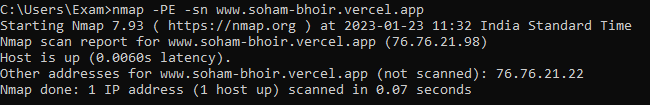 C:\Users\Exam>nmap -PE -sn www.soham-bhoir.vercel.app
Starting Nmap 7.93 ( https://nmap.org ) at 2023-01-23 11:32 India Standard Time
Nmap scan report for www.soham-bhoir.vercel.app (76.76.21.98)
Host is up (0.0060s latency).
Other addresses for www.soham-bhoir.vercel.app (not scanned): 76.76.21.22
Nmap done: 1 IP address (1 host up) scanned in 0.07 seconds